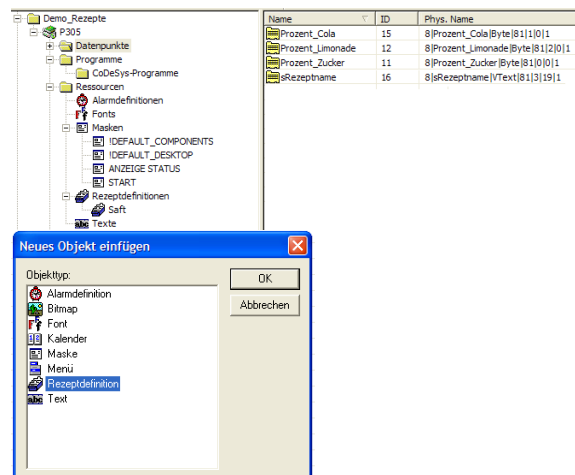 Demo_Rezepte
P305
Datenpunkte
Programme
CoDeSys-Programme
Ressourcen
Alarmdefinitionen
Fonts
Masken
!DEFAULT_COMPONENTS
!DEFAULT_DESKTOP
ANZEIGE STATUS
START
Rezeptdefinitionen
Saft
abc Texte
Name ID Phys. Name
Prozent_Cola 15 8|Prozent_Cola|Byte|81|1|0|1
Prozent_Limonade 12 8|Prozent_Limonade|Byte|81|2|0|1
Prozent_Zucker 11 8|Prozent_Zucker|Byte|81|0|0|1
sRezeptname 16 8|sRezeptname|VText|81|3|19|1
Neues Objekt einfügen
Objekttyp:
Alarmdefinition
Bitmap
Font
Kalender
Maske
Menü
Rezeptdefinition
abc Text
OK
Abbrechen